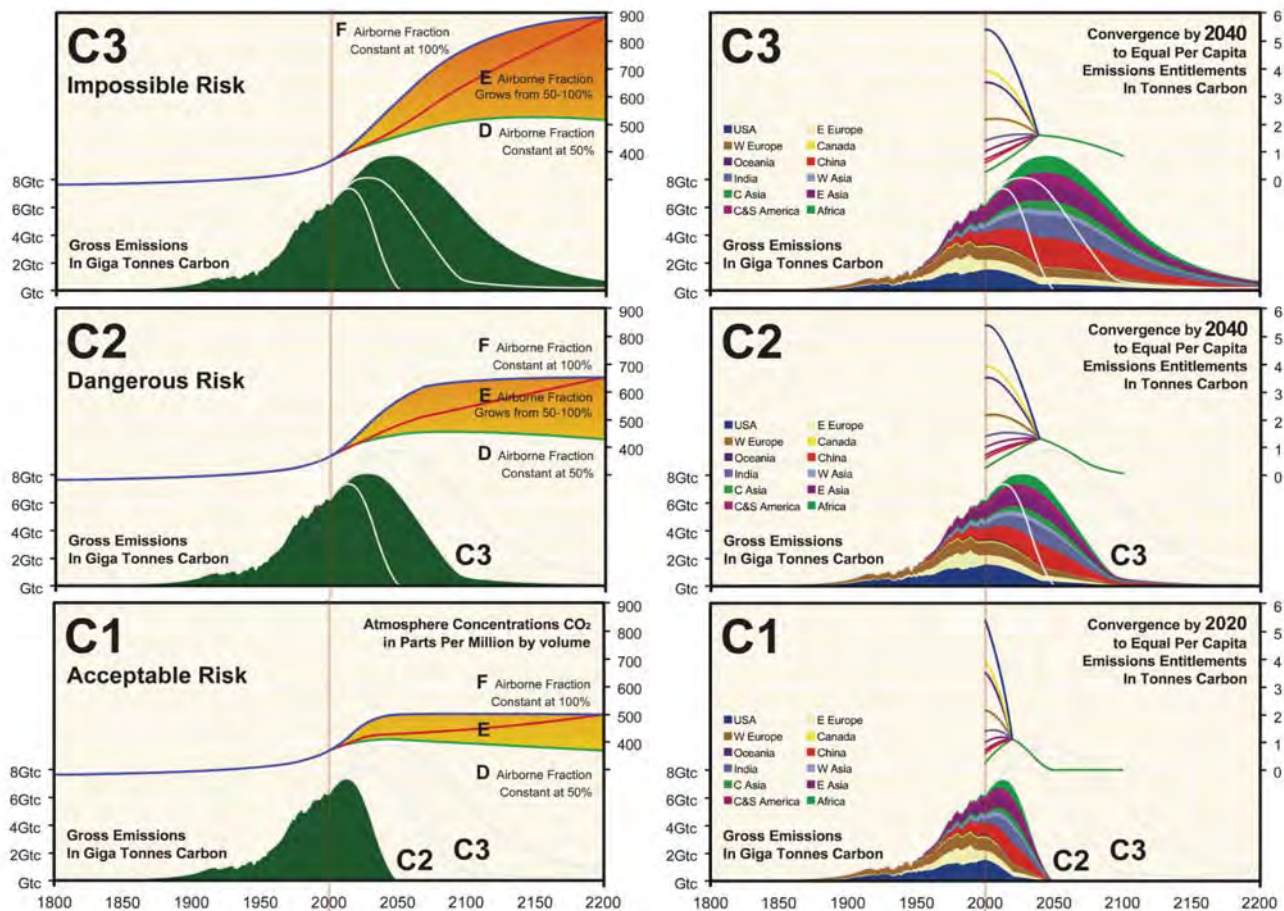 C3
Impossible Risk
F Airborne Fraction
Constant at 100%
E Airborne Fraction
Grows from 50-100%
D Airborne Fraction
Constant at 50%
Gross Emissions
In Giga Tonnes Carbon
8Gtc
6Gtc
4Gtc
2Gtc
Gtc
900
800
700
600
500
400
C3
Convergence by 2040
to Equal Per Capita
Emissions Entitlements
In Tonnes Carbon
USA
E Europe
W Europe
Canada
Oceania
China
India
W Asia
C Asia
E Asia
C&S America
Africa
Gross Emissions
In Giga Tonnes Carbon
8Gtc
6Gtc
4Gtc
2Gtc
Gtc
6
5
4
3
2
1
0
1800
1900
2000
2050
2100
2150
2200
C2
Dangerous Risk
F Airborne Fraction
Constant at 100%
E Airborne Fraction
Grows from 50-100%
D Airborne Fraction
Constant at 50%
Gross Emissions
In Giga Tonnes Carbon
C3
8Gtc
6Gtc
4Gtc
2Gtc
Gtc
900
800
700
600
500
400
C2
Convergence by 2040
to Equal Per Capita
Emissions Entitlements
In Tonnes Carbon
USA
E Europe
W Europe
Canada
Oceania
China
India
W Asia
C Asia
E Asia
C&S America
Africa
Gross Emissions
In Giga Tonnes Carbon
C3
8Gtc
6Gtc
4Gtc
2Gtc
Gtc
6
5
4
3
2
1
0
C1
Acceptable Risk
Atmosphere Concentrations CO₂
in Parts Per Million by volume
F Airborne Fraction
Constant at 100%
E
D Airborne Fraction
Constant at 50%
Gross Emissions
In Giga Tonnes Carbon
C2
C3
8Gtc
6Gtc
4Gtc
2Gtc
Gtc
900
800
700
600
500
400
1800
1850
1900
1950
2000
2050
2100
2150
2200
C1
Convergence by 2020
to Equal Per Capita
Emissions Entitlements
In Tonnes Carbon
USA
E Europe
W Europe
Canada
Oceania
China
India
W Asia
C Asia
E Asia
C&S America
Africa
Gross Emissions
In Giga Tonnes Carbon
C2
C3
8Gtc
6Gtc
4Gtc
2Gtc
Gtc
6
5
4
3
2
1
0
1800
1850
1900
1950
2000
2050
2100
2150
2200